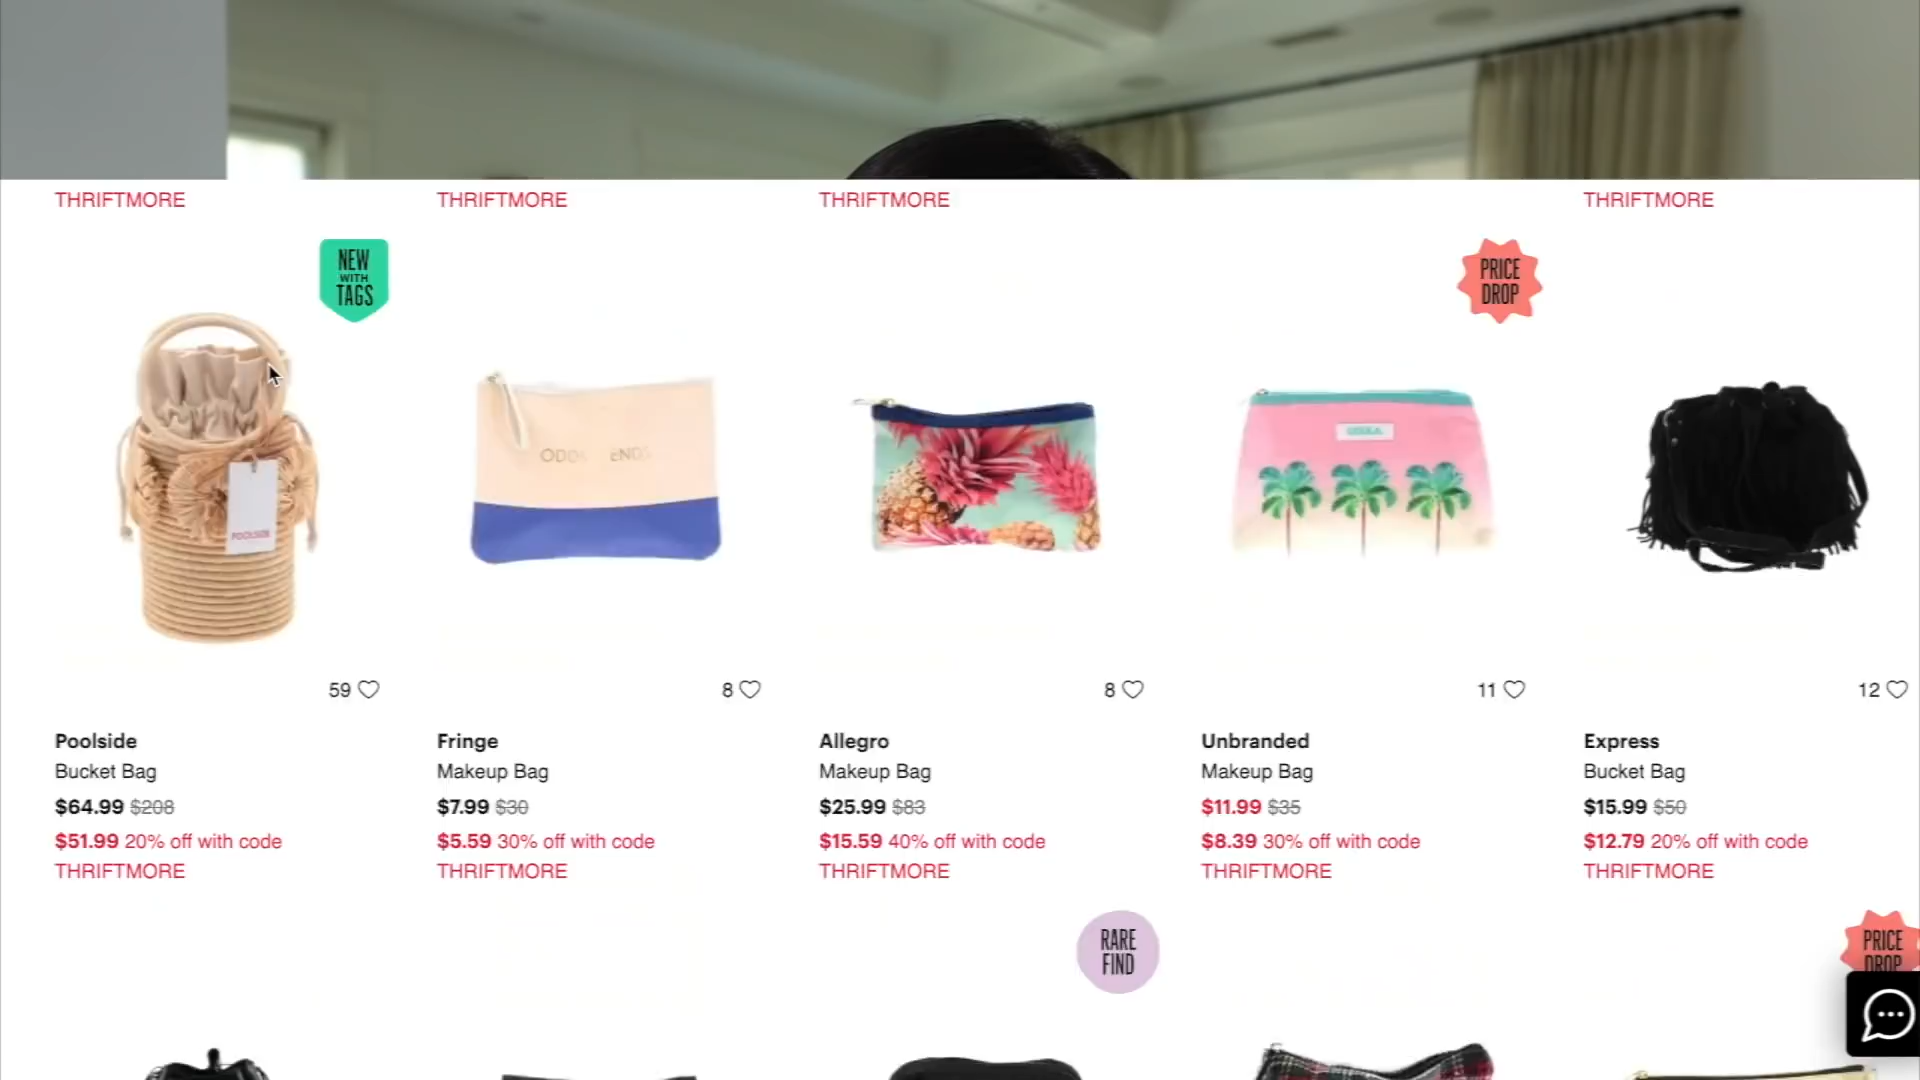 THRIFTMORE THRIFTMORE THRIFTMORE THRIFTMORE
NEW
WITH
TAGS
PRICE
DROP
ODDS ENDS
POOLSIDE
59 8 8 11 12
Poolside Fringe Allegro Unbranded Express
Bucket Bag Makeup Bag Makeup Bag Makeup Bag Bucket Bag
$64.99 $208 $7.99 $30 $25.99 $83 $11.99 $35 $15.99 $50
$51.99 20% off with code $5.59 30% off with code $15.59 40% off with code $8.39 30% off with code $12.79 20% off with code
THRIFTMORE THRIFTMORE THRIFTMORE THRIFTMORE THRIFTMORE
RARE
FIND
PRICE
DROP